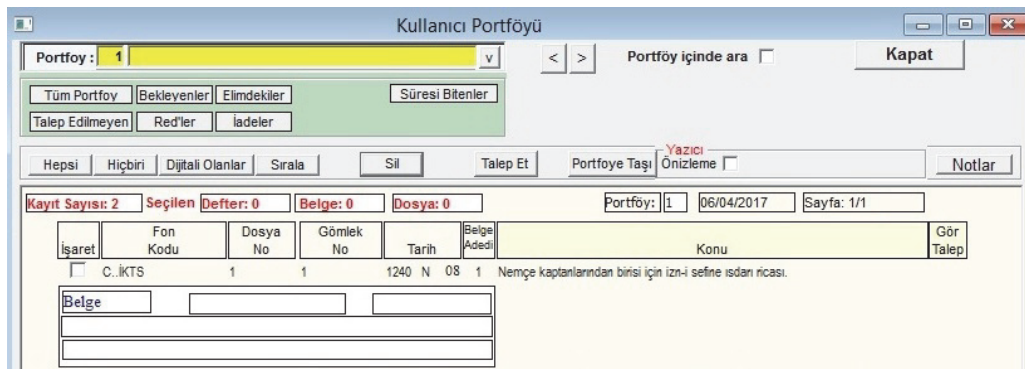 Kullanıcı Portföyü
Portfoy : 1 v < > Portföy içinde ara Kapat
Tüm Portfoy Bekleyenler Elimdekiler Süresi Bitenler
Talep Edilmeyen Red'ler İadeler
Yazıcı
Hepsi Hiçbiri Dijitali Olanlar Sırala Sil Talep Et Portfoye Taşı Önizleme Notlar
Kayıt Sayısı: 2 Seçilen Defter: 0 Belge: 0 Dosya: 0 Portföy: 1 06/04/2017 Sayfa: 1/1
İşaret Fon Kodu Dosya No Gömlek No Tarih Belge Adedi Konu Gör Talep
C..İKTS 1 1 1240 N 08 1 Nemçe kaptanlarından birisi için izn-i sefine ısdarı ricası.
Belge